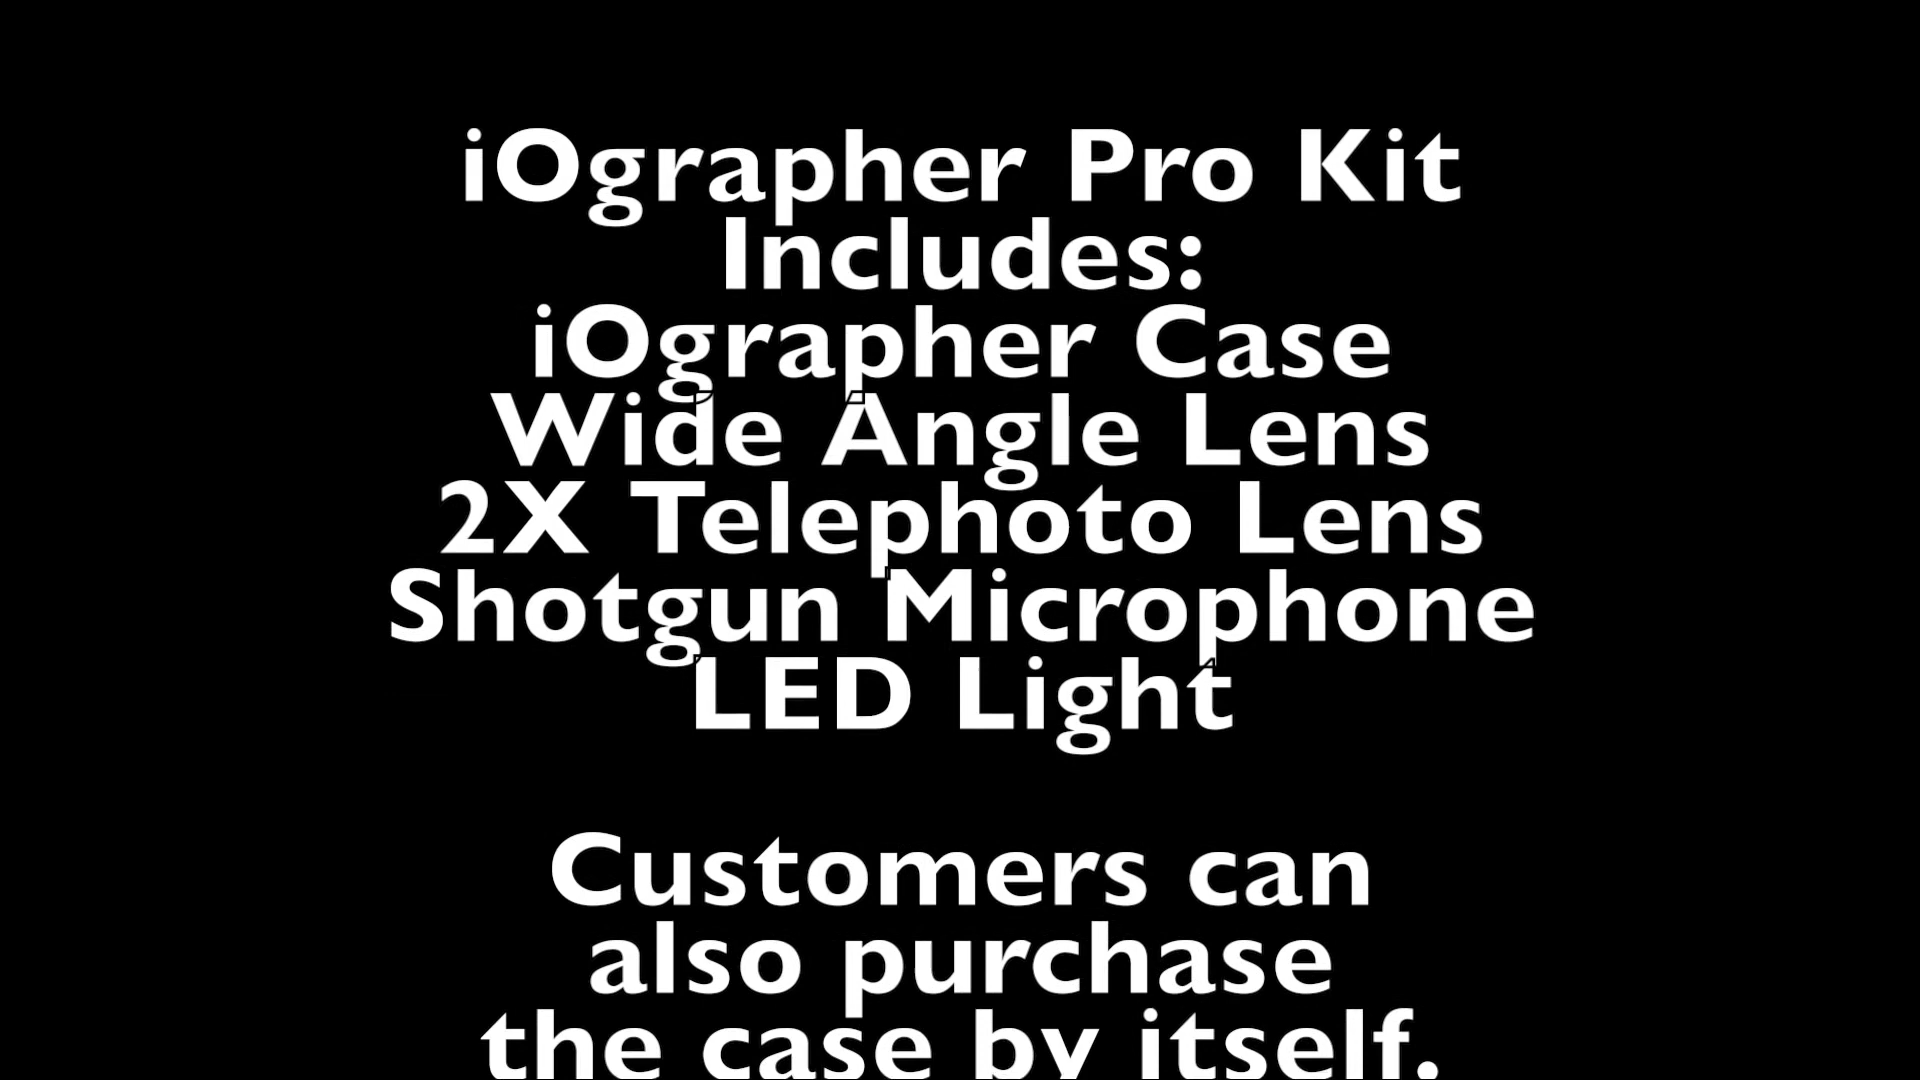 iOgrapher Pro Kit
Includes:
iOgrapher Case
Wide Angle Lens
2X Telephoto Lens
Shotgun Microphone
LED Light
Customers can
also purchase
the case by itself.